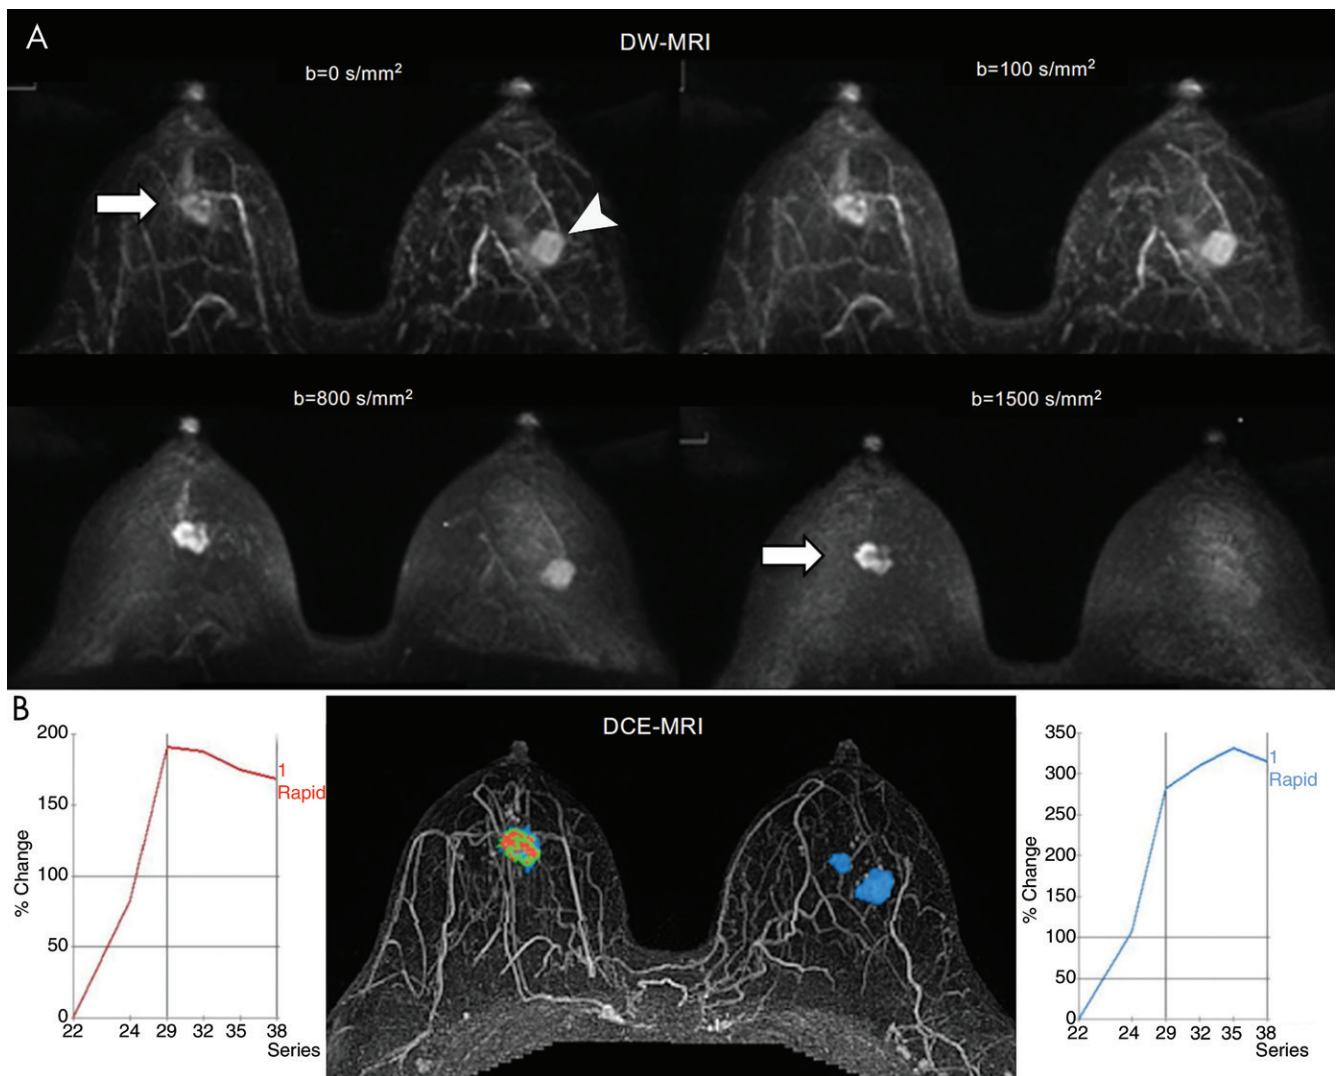 A
DW-MRI
b=0 s/mm²
b=100 s/mm²
b=800 s/mm²
b=1500 s/mm²
B
DCE-MRI
200
150
100
50
0
% Change
22 24 29 32 35 38
Series
1
Rapid
350
300
250
200
150
100
50
0
% Change
22 24 29 32 35 38
Series
1
Rapid